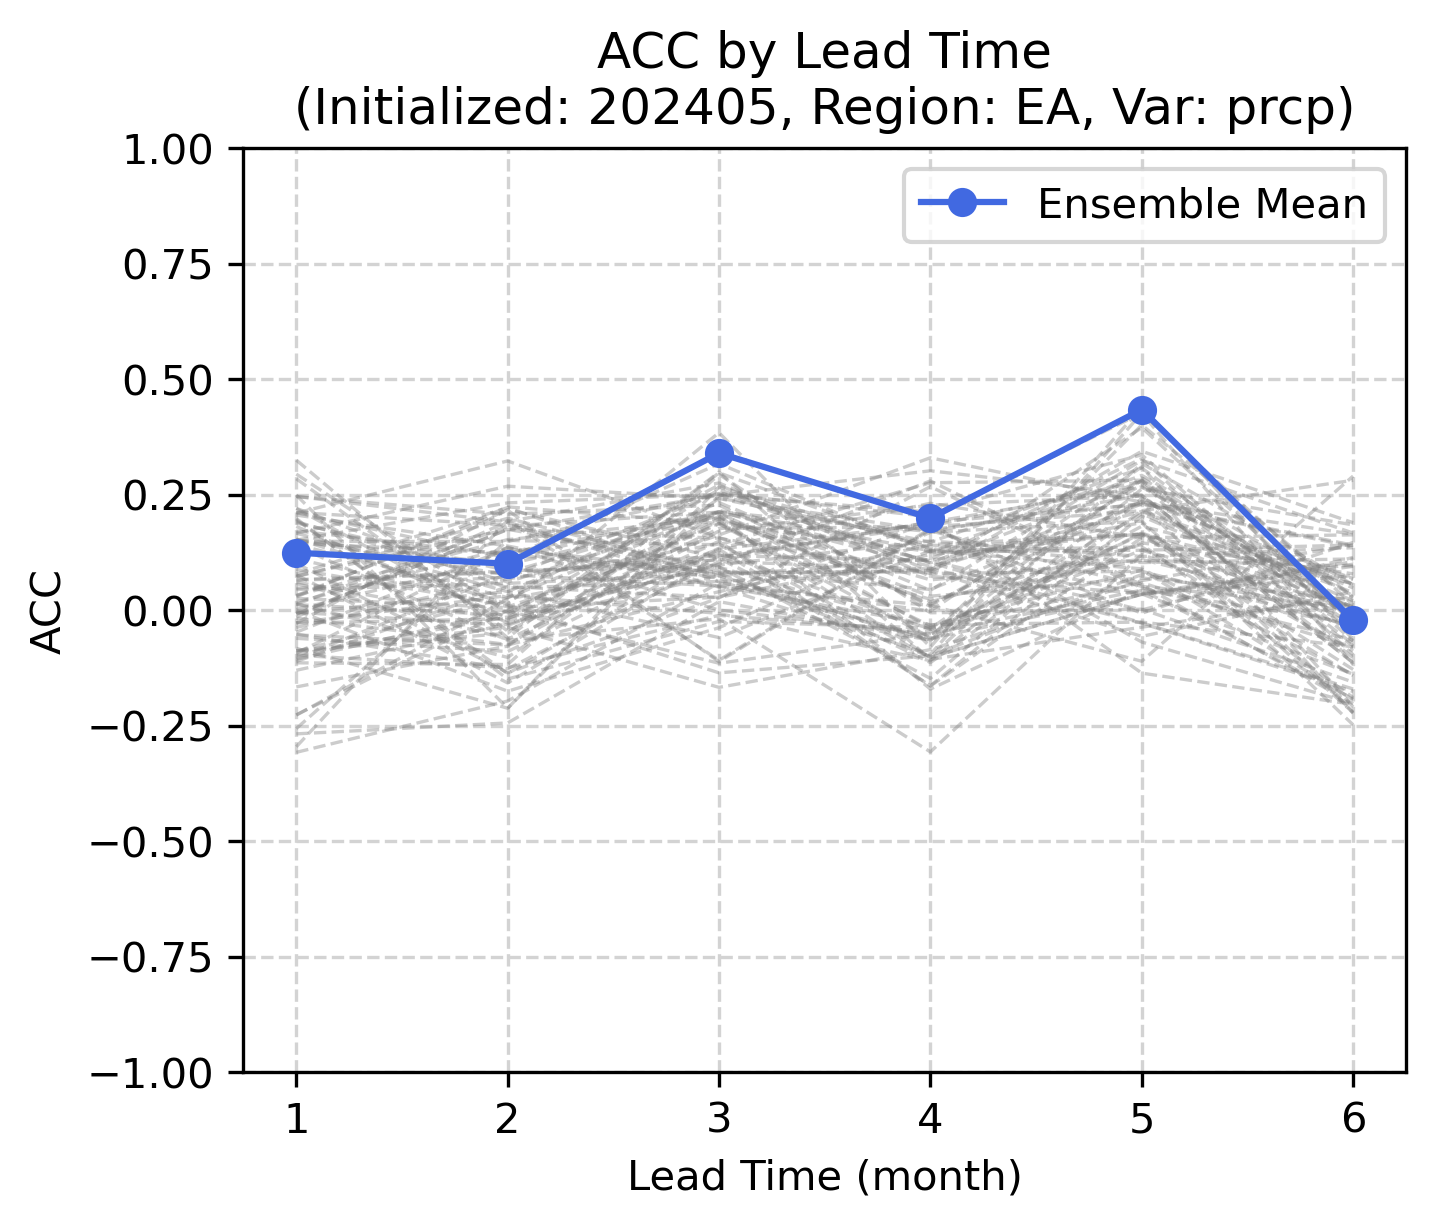 ACC by Lead Time
(Initialized: 202405, Region: EA, Var: prcp)
Ensemble Mean
1.00
0.75
0.50
0.25
0.00
−0.25
−0.50
−0.75
−1.00
ACC
1 2 3 4 5 6
Lead Time (month)